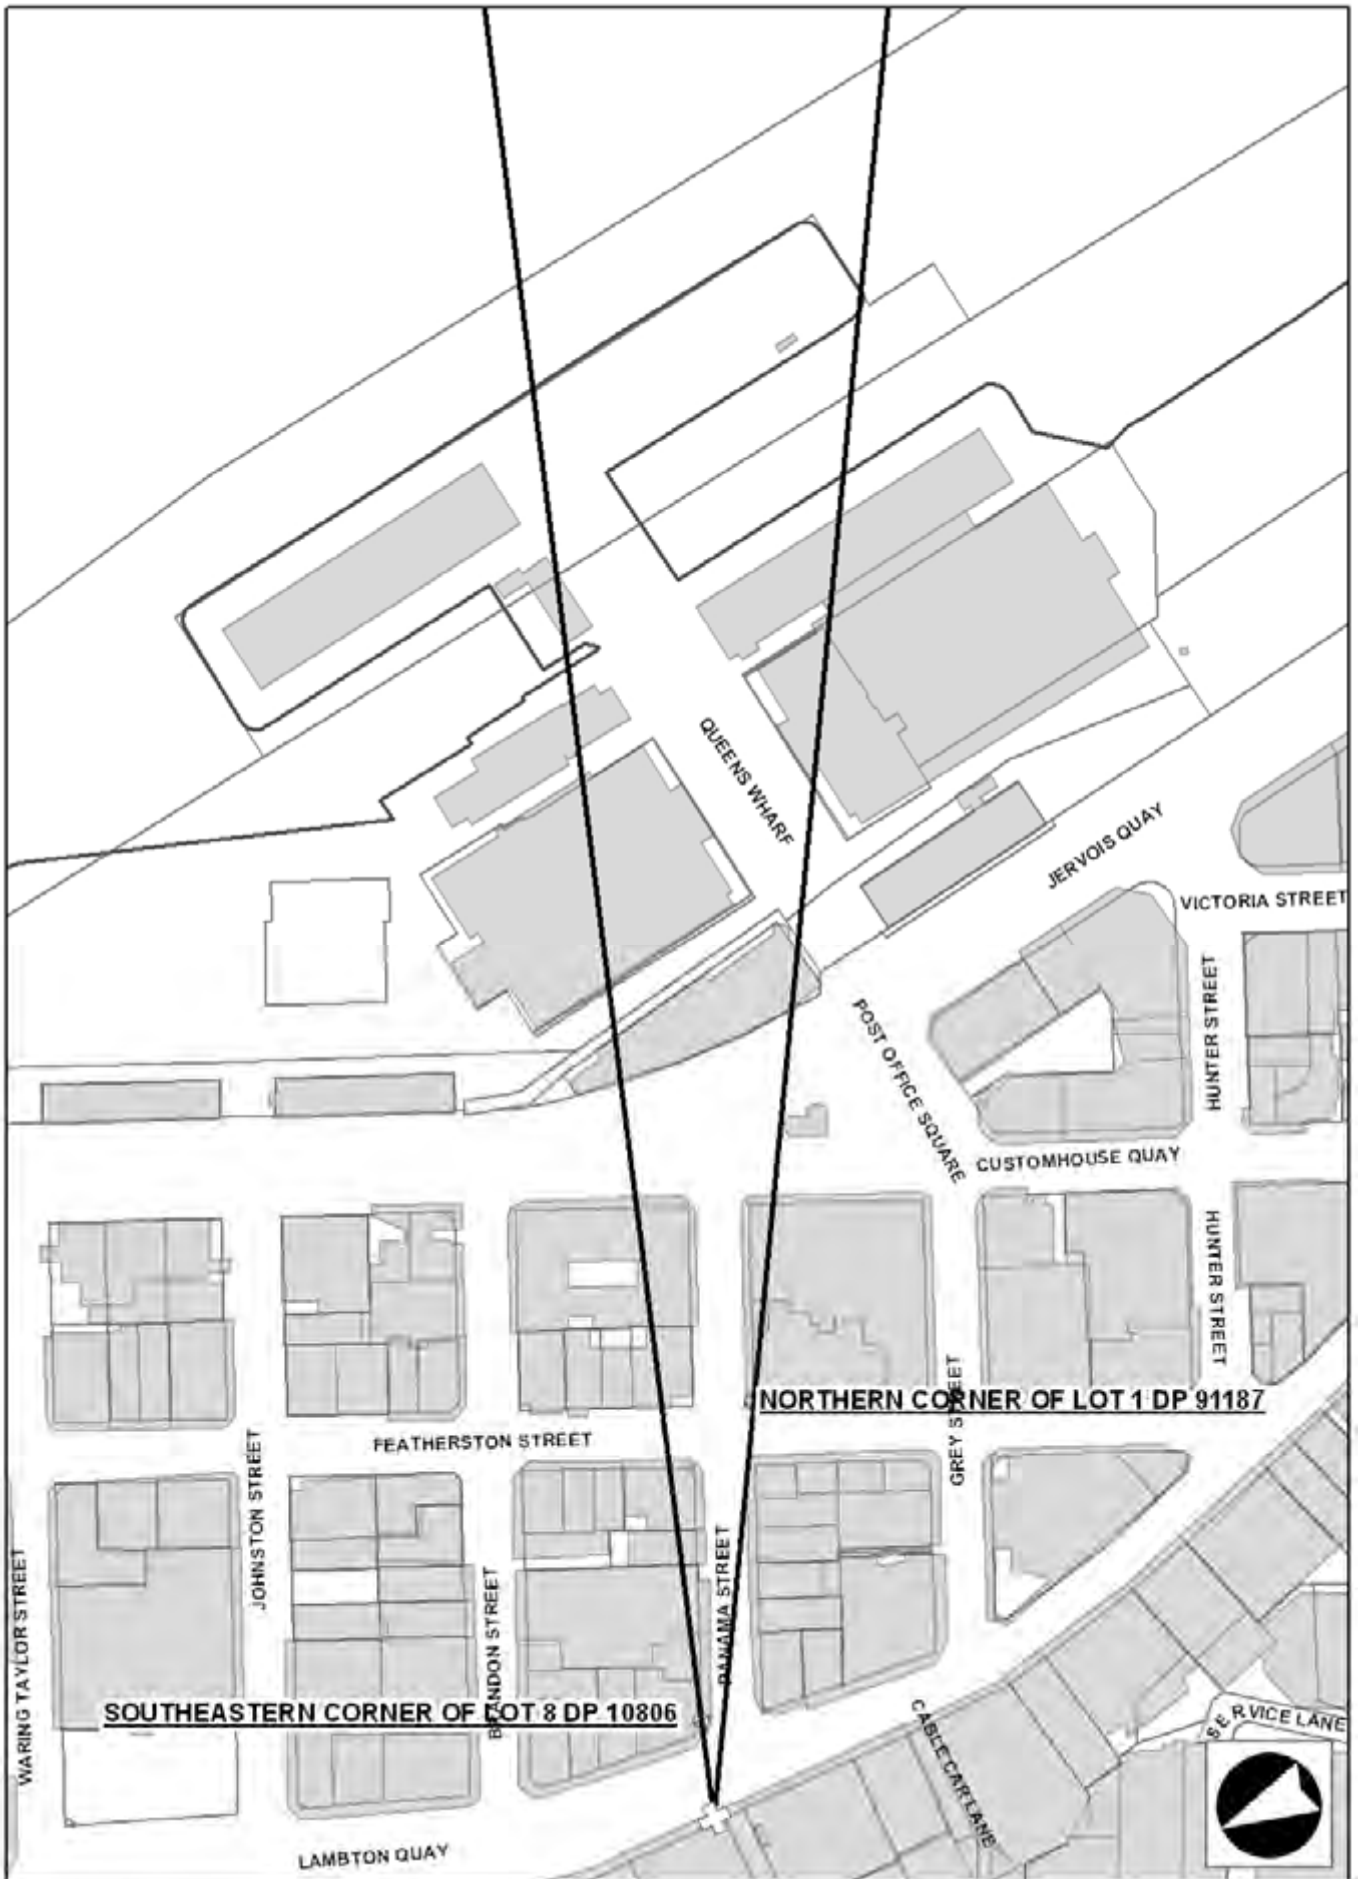 QUEENS WHARF
JERVOIS QUAY
VICTORIA STREET
HUNTER STREET
POST OFFICE SQUARE
CUSTOMHOUSE QUAY
HUNTER STREET
GREY STREET
NORTHERN CORNER OF LOT 1 DP 91187
FEATHERSTON STREET
JOHNSTON STREET
WARING TAYLOR STREET
BRANDON STREET
PANAMA STREET
SOUTHEASTERN CORNER OF LOT 8 DP 10806
CABLE CAR LANE
SERVICE LANE
LAMBTON QUAY